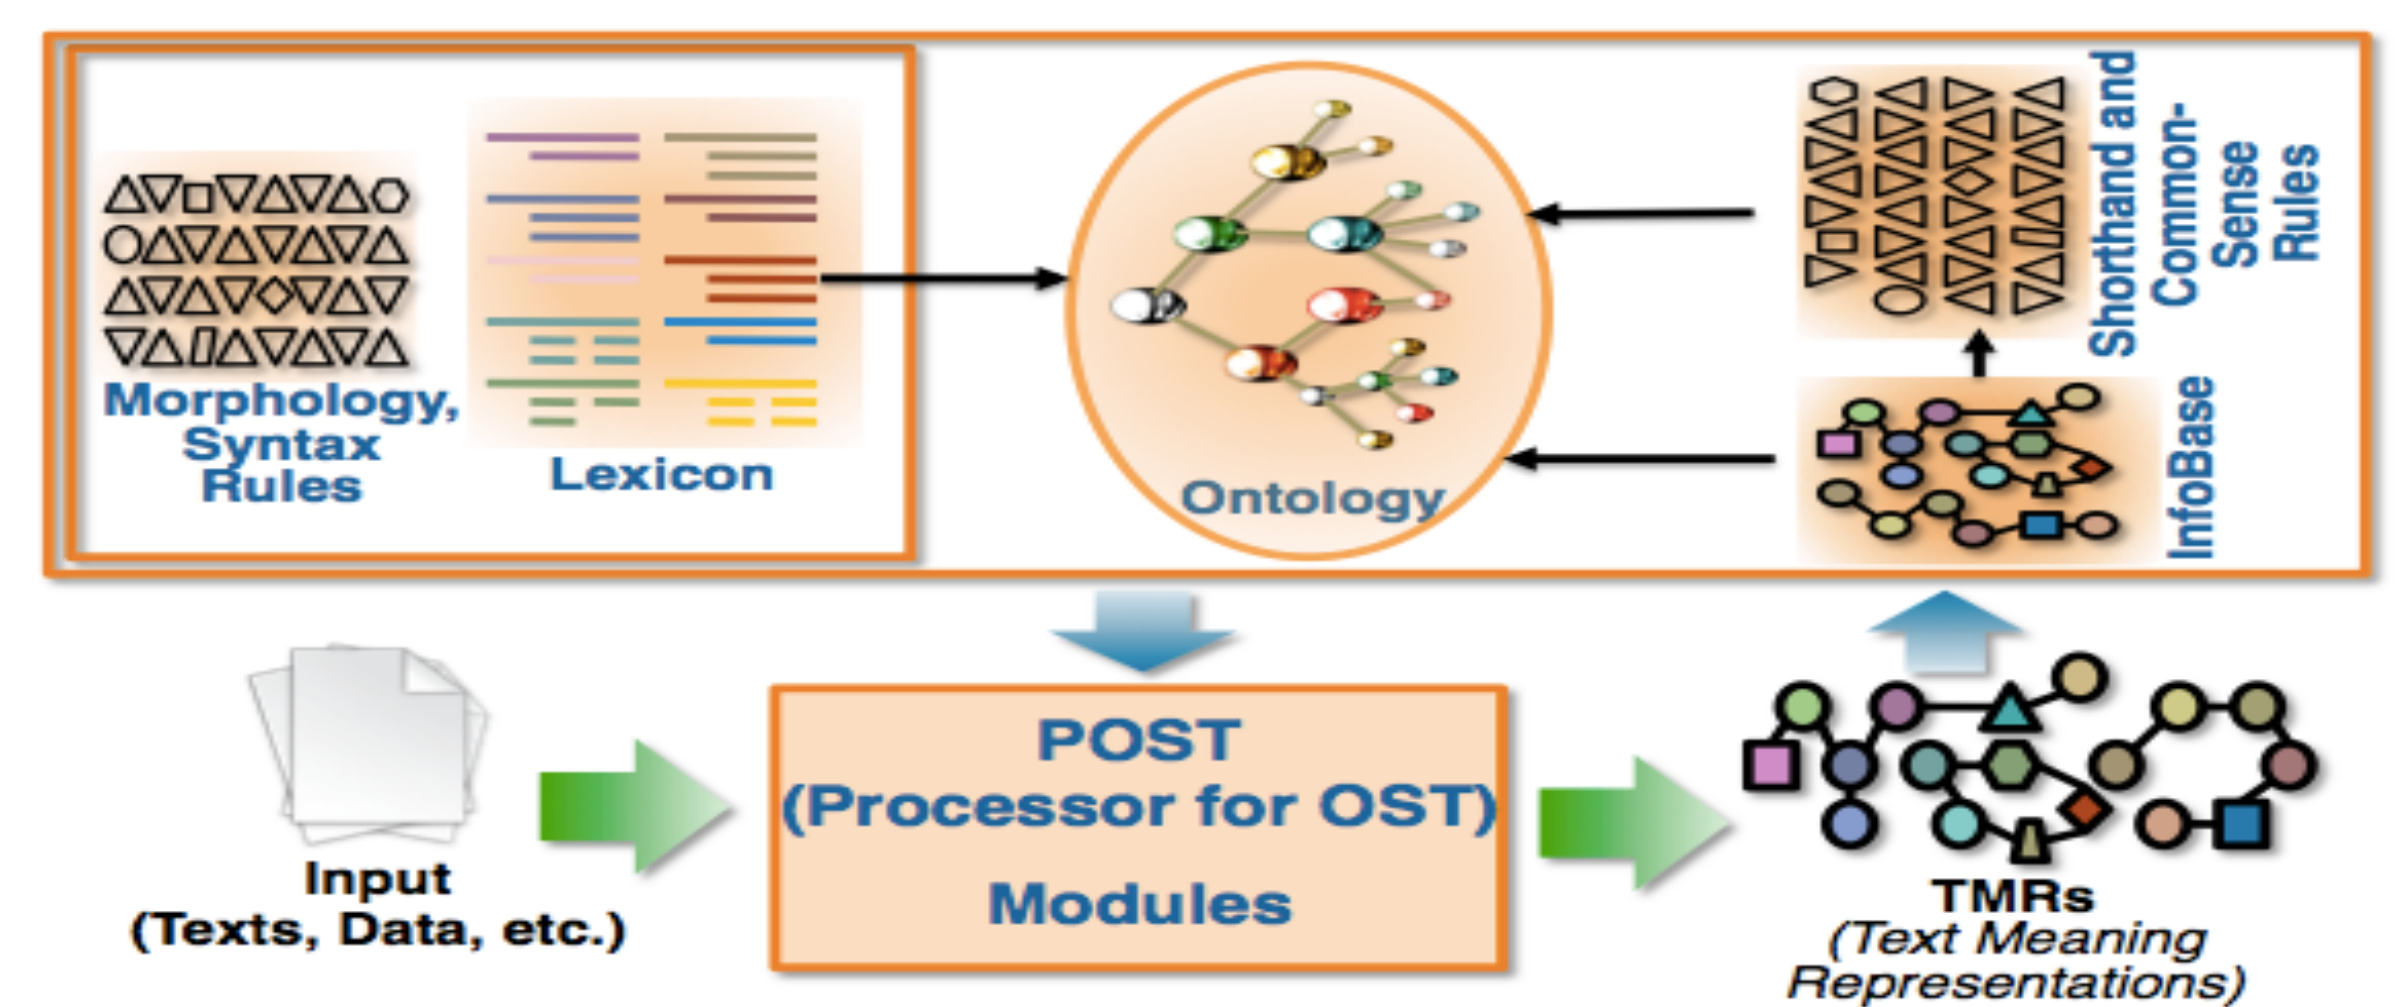 Morphology,
Syntax
Rules
Lexicon
Ontology
Shorthand and
Common-
Sense
Rules
InfoBase
Input
(Texts, Data, etc.)
POST
(Processor for OST)
Modules
TMRs
(Text Meaning
Representations)